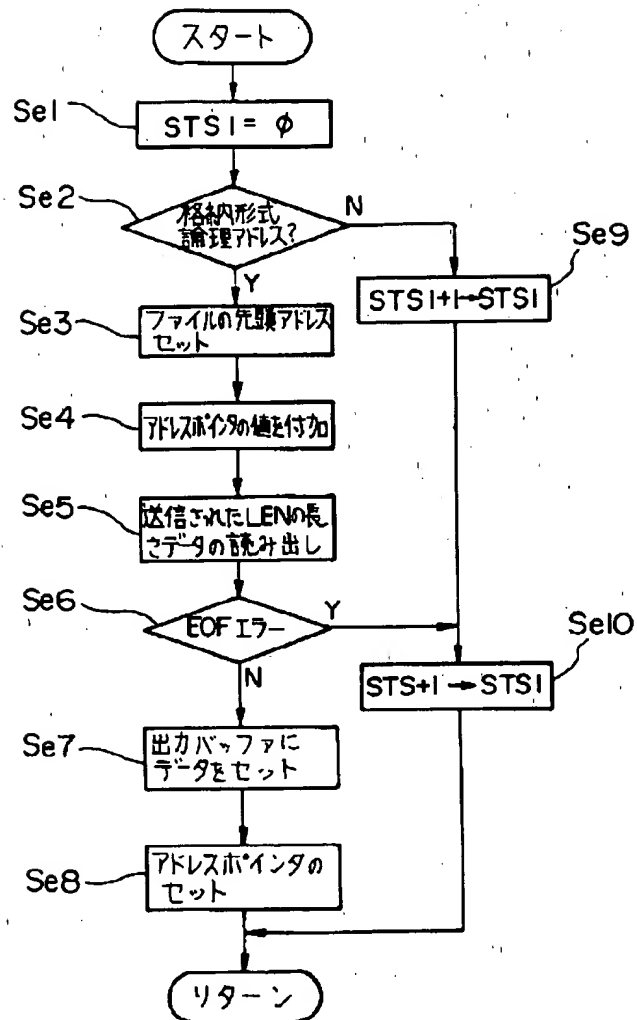 スタート
Se1
STS1 = φ
Se2
格納形式
論理アドレス?
N
Y
Se9
STS1+1→STS1
Se3
ファイルの先頭アドレス
セット
Se4
アドレスポインタの値を付加
Se5
送信されたLENの長
さデータの読み出し
Se6
EOFエラー
Y
N
Se10
STS+1→STS1
Se7
出力バッファに
データをセット
Se8
アドレスポインタの
セット
リターン